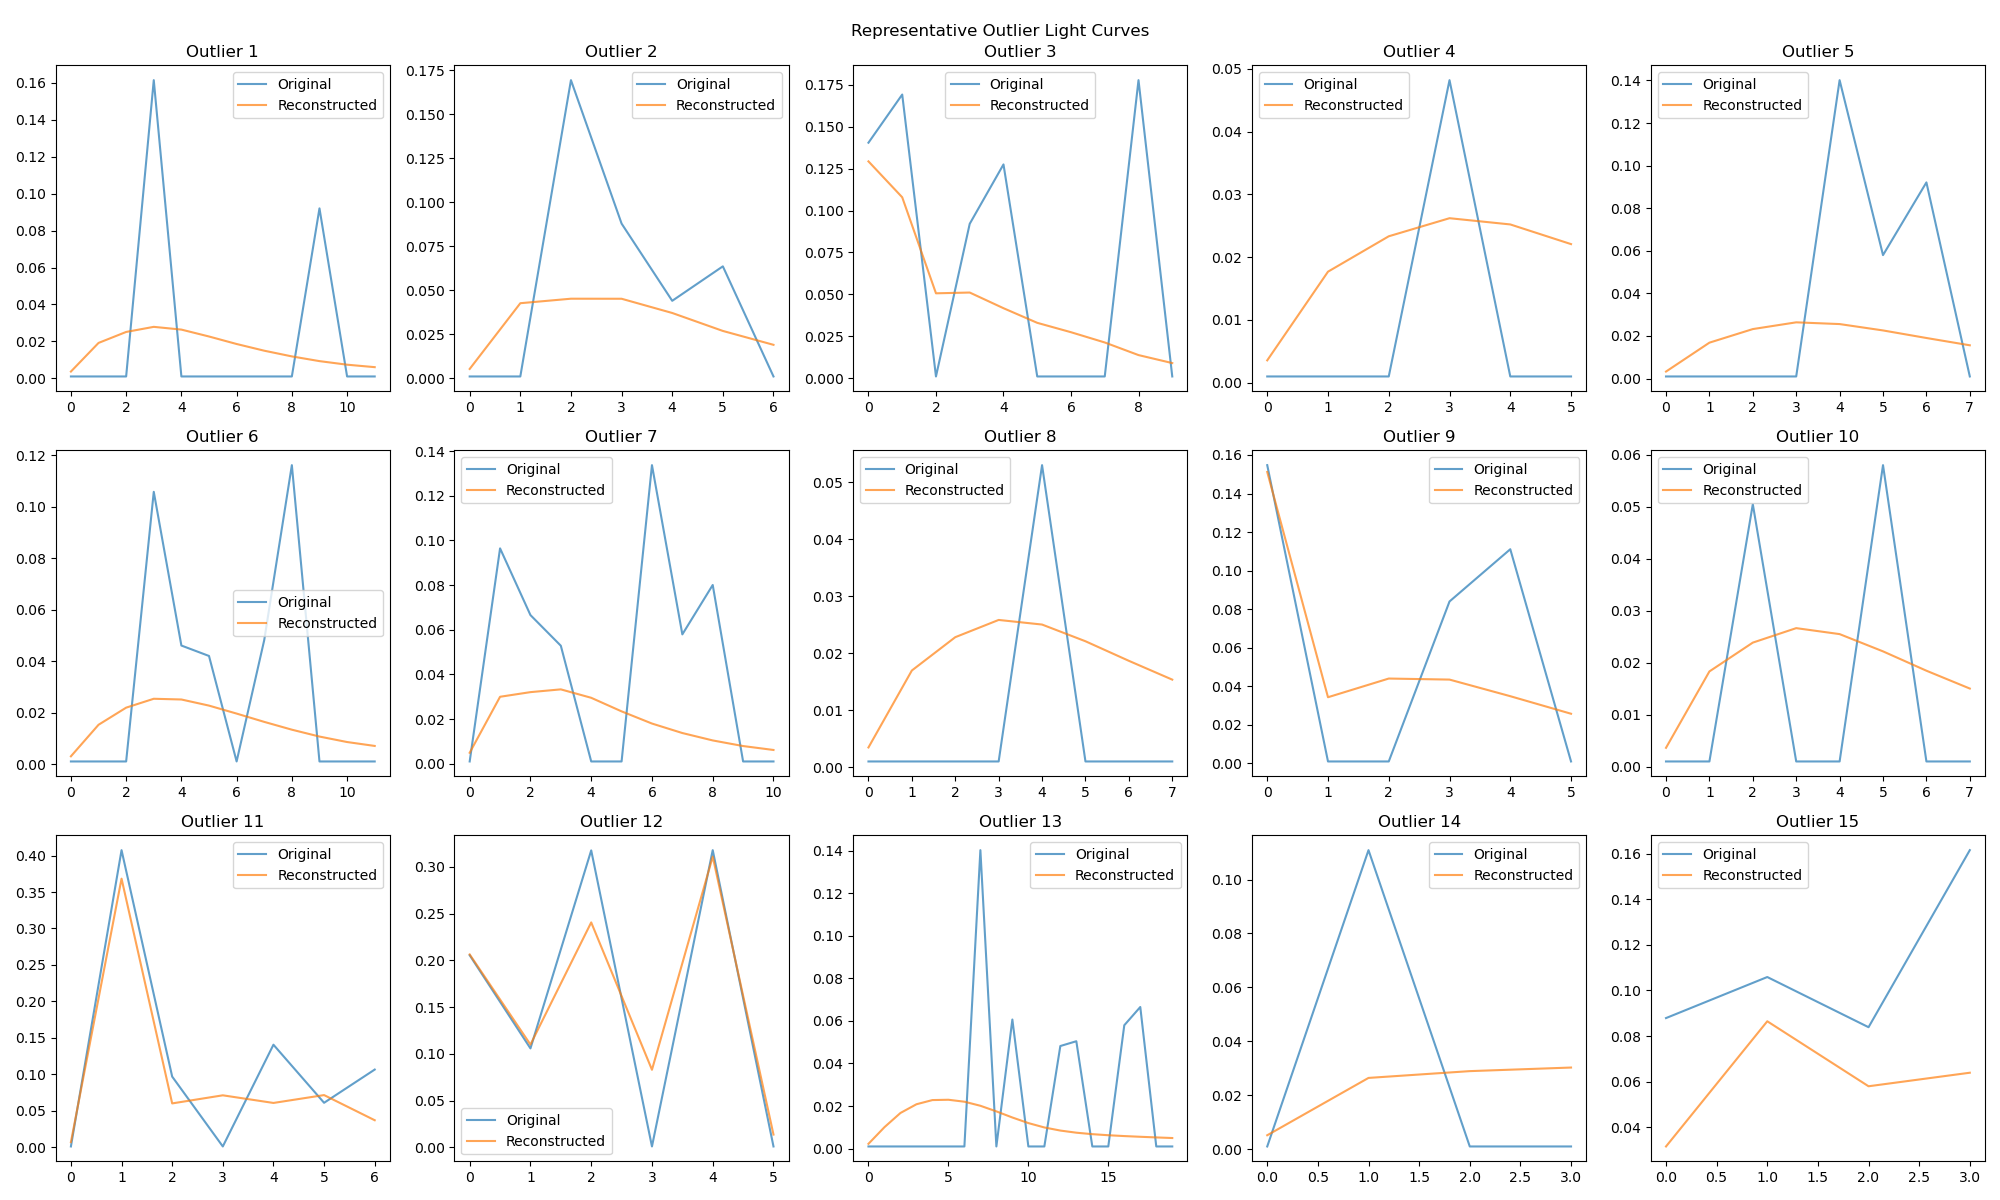 Representative Outlier Light Curves
Outlier 1
Original
Reconstructed
0.16
0.14
0.12
0.10
0.08
0.06
0.04
0.02
0.00
0 2 4 6 8 10
Outlier 2
Original
Reconstructed
0.175
0.150
0.125
0.100
0.075
0.050
0.025
0.000
0 1 2 3 4 5 6
Outlier 3
Original
Reconstructed
0.175
0.150
0.125
0.100
0.075
0.050
0.025
0.000
0 2 4 6 8
Outlier 4
Original
Reconstructed
0.05
0.04
0.03
0.02
0.01
0.00
0 1 2 3 4 5
Outlier 5
Original
Reconstructed
0.14
0.12
0.10
0.08
0.06
0.04
0.02
0.00
0 1 2 3 4 5 6 7
Outlier 6
Original
Reconstructed
0.12
0.10
0.08
0.06
0.04
0.02
0.00
0 2 4 6 8 10
Outlier 7
Original
Reconstructed
0.14
0.12
0.10
0.08
0.06
0.04
0.02
0.00
0 2 4 6 8 10
Outlier 8
Original
Reconstructed
0.05
0.04
0.03
0.02
0.01
0.00
0 1 2 3 4 5 6 7
Outlier 9
Original
Reconstructed
0.16
0.14
0.12
0.10
0.08
0.06
0.04
0.02
0.00
0 1 2 3 4 5
Outlier 10
Original
Reconstructed
0.06
0.05
0.04
0.03
0.02
0.01
0.00
0 1 2 3 4 5 6 7
Outlier 11
Original
Reconstructed
0.40
0.35
0.30
0.25
0.20
0.15
0.10
0.05
0.00
0 1 2 3 4 5 6
Outlier 12
0.30
0.25
0.20
0.15
0.10
0.05
0.00
Original
Reconstructed
0 1 2 3 4 5
Outlier 13
Original
Reconstructed
0.14
0.12
0.10
0.08
0.06
0.04
0.02
0.00
0 5 10 15
Outlier 14
Original
Reconstructed
0.10
0.08
0.06
0.04
0.02
0.00
0.0 0.5 1.0 1.5 2.0 2.5 3.0
Outlier 15
Original
Reconstructed
0.16
0.14
0.12
0.10
0.08
0.06
0.04
0.0 0.5 1.0 1.5 2.0 2.5 3.0